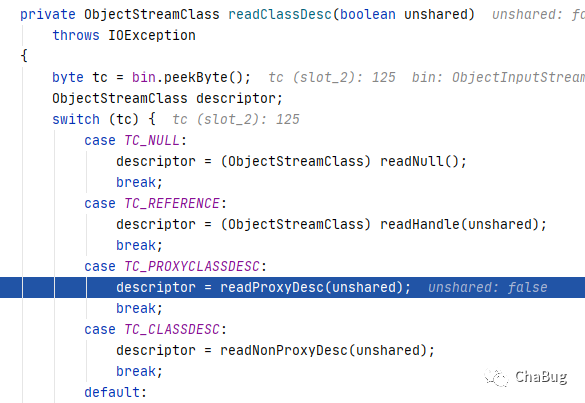 private ObjectStreamClass readClassDesc(boolean unshared)  unshared: fa
    throws IOException
{
    byte tc = bin.peekByte();  tc (slot_2): 125  bin: ObjectInputStrea
    ObjectStreamClass descriptor;
    switch (tc) {  tc (slot_2): 125
        case TC_NULL:
            descriptor = (ObjectStreamClass) readNull();
            break;
        case TC_REFERENCE:
            descriptor = (ObjectStreamClass) readHandle(unshared);
            break;
        case TC_PROXYCLASSDESC:
            descriptor = readProxyDesc(unshared);  unshared: false
            break;
        case TC_CLASSDESC:
            descriptor = readNonProxyDesc(unshared);
            break;
        default:
ChaBug